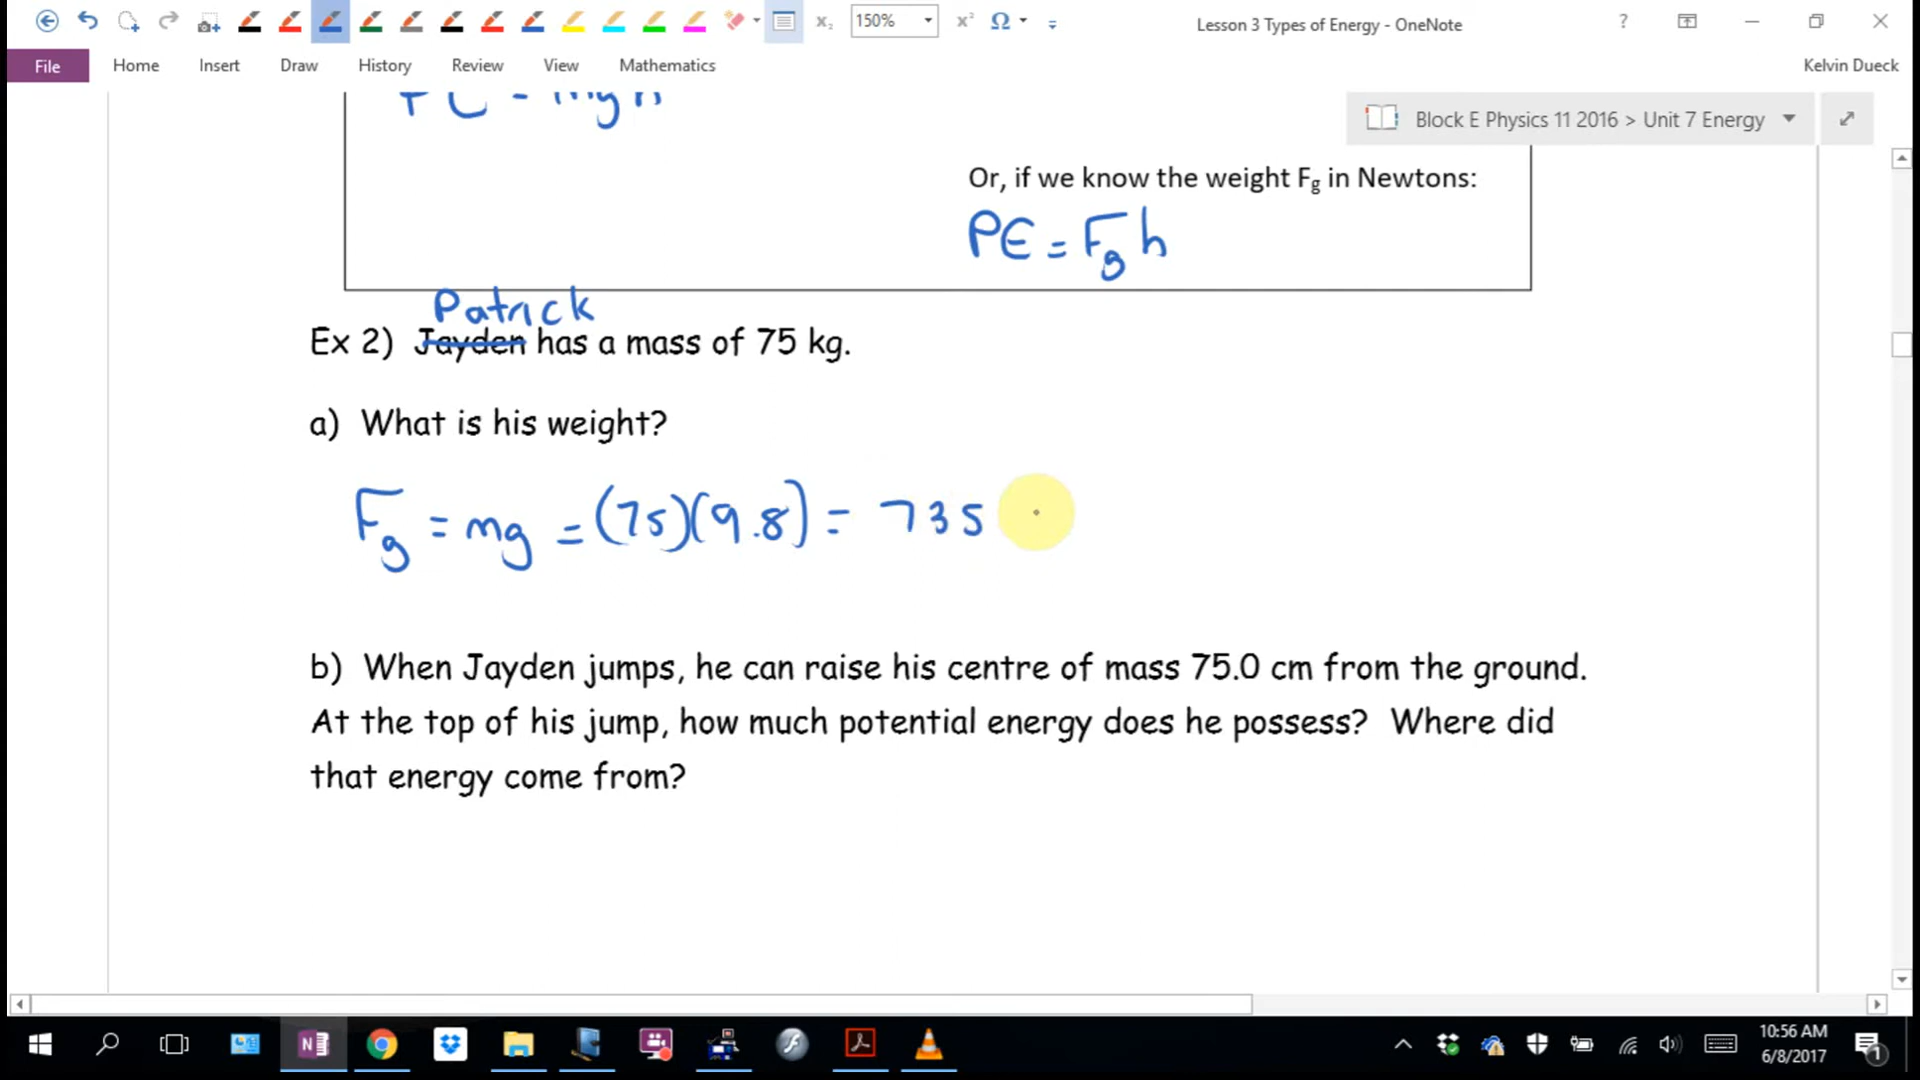 150%
x₂
x²
Ω
Lesson 3 Types of Energy - OneNote
?
File Home Insert Draw History Review View Mathematics
Kelvin Dueck
Block E Physics 11 2016 > Unit 7 Energy
Or, if we know the weight Fg in Newtons:
PE = Fg h
Patrick
Ex 2) Jayden has a mass of 75 kg.
a) What is his weight?
Fg = mg = (75)(9.8) = 735
b) When Jayden jumps, he can raise his centre of mass 75.0 cm from the ground.
At the top of his jump, how much potential energy does he possess? Where did
that energy come from?
10:56 AM
6/8/2017
1